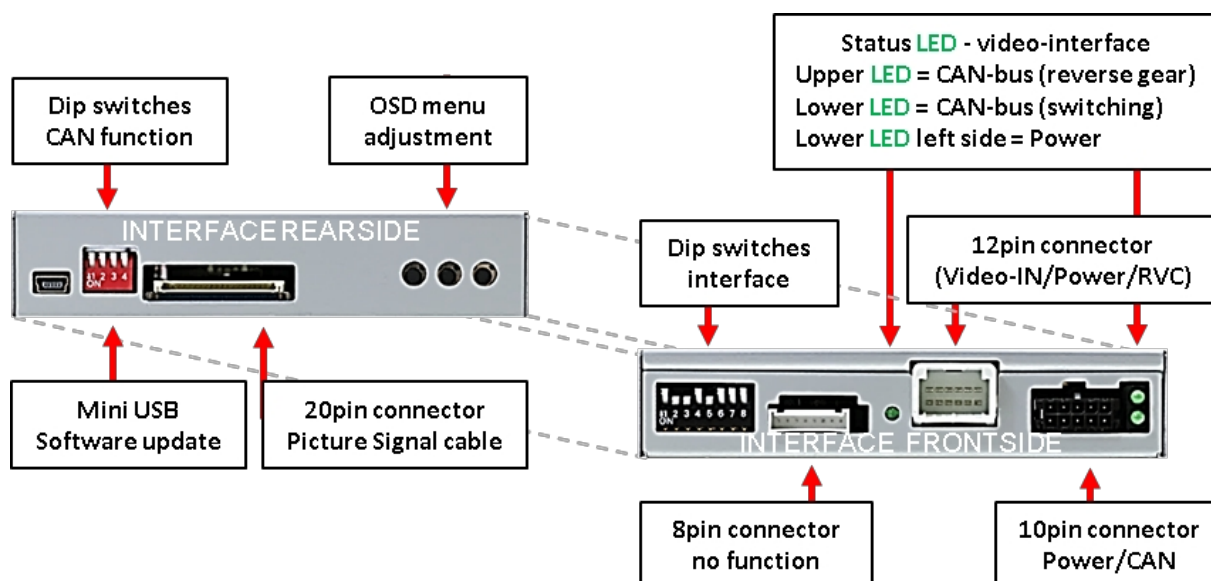 Status LED - video-interface
Upper LED = CAN-bus (reverse gear)
Lower LED = CAN-bus (switching)
Lower LED left side = Power
Dip switches
CAN function
OSD menu
adjustment
INTERFACE REARSIDE
1 2 3 4
ON
Dip switches
interface
12pin connector
(Video-IN/Power/RVC)
Mini USB
Software update
20pin connector
Picture Signal cable
1 2 3 4 5 6 7 8
ON
INTERFACE FRONTSIDE
8pin connector
no function
10pin connector
Power/CAN